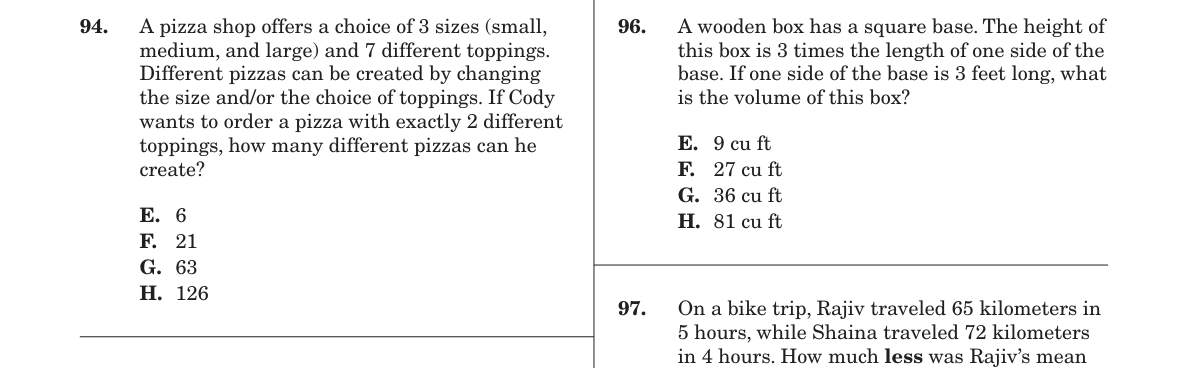 94. A pizza shop offers a choice of 3 sizes (small,
medium, and large) and 7 different toppings.
Different pizzas can be created by changing
the size and/or the choice of toppings. If Cody
wants to order a pizza with exactly 2 different
toppings, how many different pizzas can he
create?
E. 6
F. 21
G. 63
H. 126
96. A wooden box has a square base. The height of
this box is 3 times the length of one side of the
base. If one side of the base is 3 feet long, what
is the volume of this box?
E. 9 cu ft
F. 27 cu ft
G. 36 cu ft
H. 81 cu ft
97. On a bike trip, Rajiv traveled 65 kilometers in
5 hours, while Shaina traveled 72 kilometers
in 4 hours. How much less was Rajiv’s mean